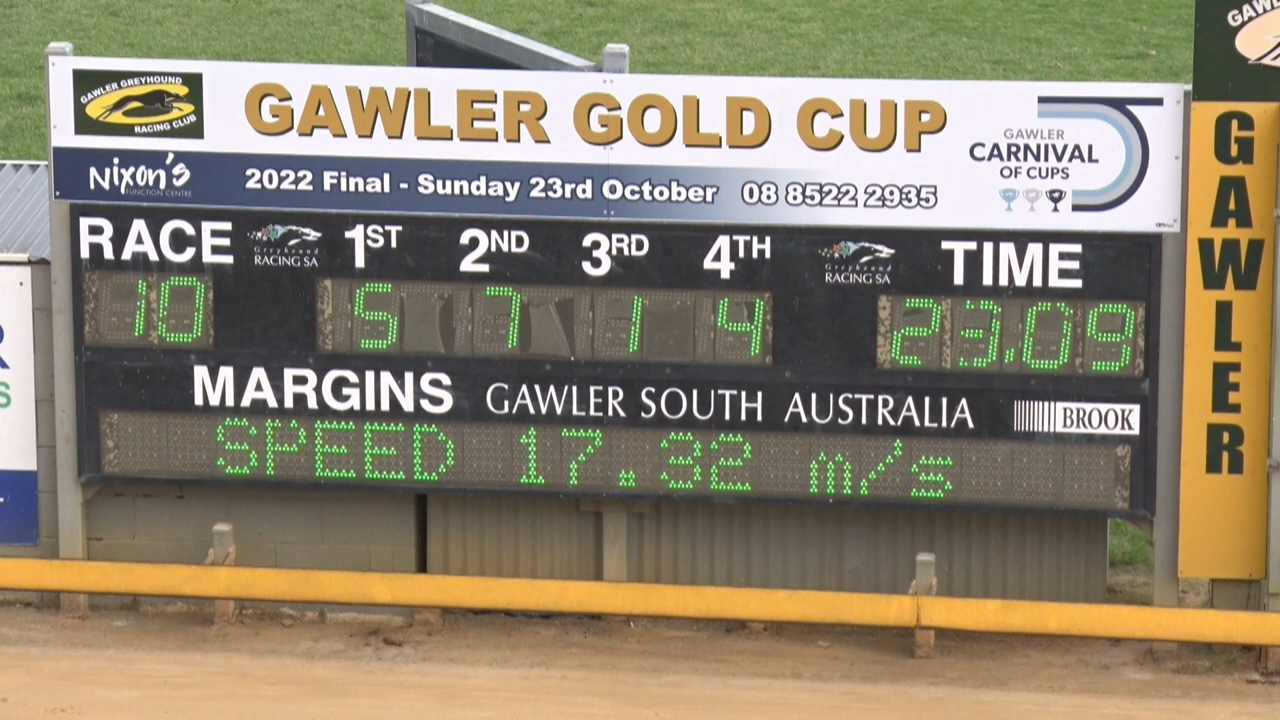 GAWLER GREYHOUND
RACING CLUB
GAWLER GOLD CUP
GAWLER
CARNIVAL
OF CUPS
Nixon's
FUNCTION CENTRE
2022 Final - Sunday 23rd October 08 8522 2935
RACE
Greyhound
RACING SA
1ST 2ND 3RD 4TH
Greyhound
RACING SA
TIME
10 5 7 1 4 23.09
MARGINS GAWLER SOUTH AUSTRALIA BROOK
SPEED 17.32 m/s
GAWLER